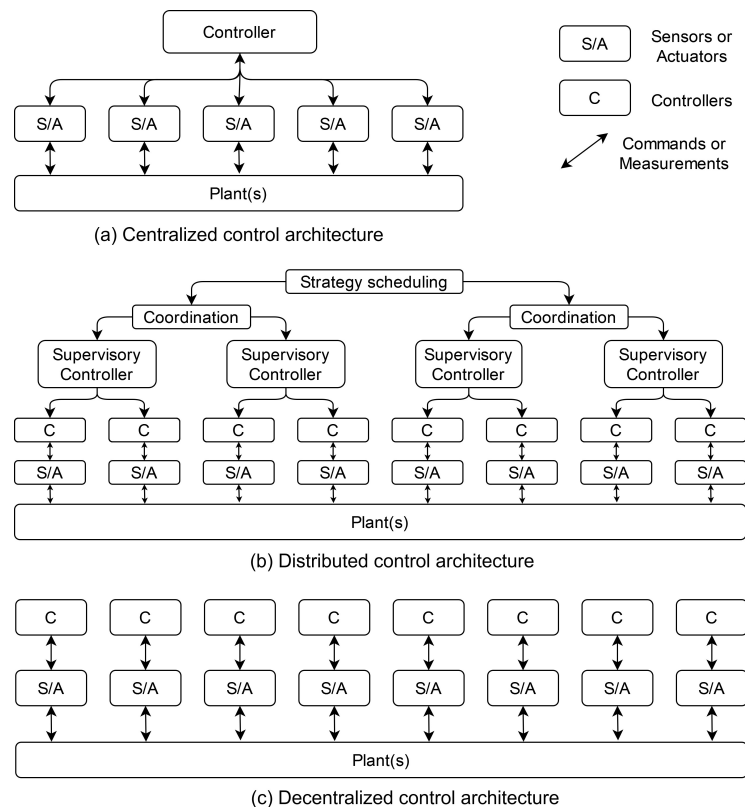 Controller
S/A
S/A
S/A
S/A
S/A
Plant(s)
(a) Centralized control architecture
S/A
Sensors or
Actuators
C
Controllers
Commands or
Measurements
Strategy scheduling
Coordination
Coordination
Supervisory
Controller
Supervisory
Controller
Supervisory
Controller
Supervisory
Controller
C
C
C
C
C
C
C
C
S/A
S/A
S/A
S/A
S/A
S/A
S/A
S/A
Plant(s)
(b) Distributed control architecture
C
C
C
C
C
C
C
C
S/A
S/A
S/A
S/A
S/A
S/A
S/A
S/A
Plant(s)
(c) Decentralized control architecture